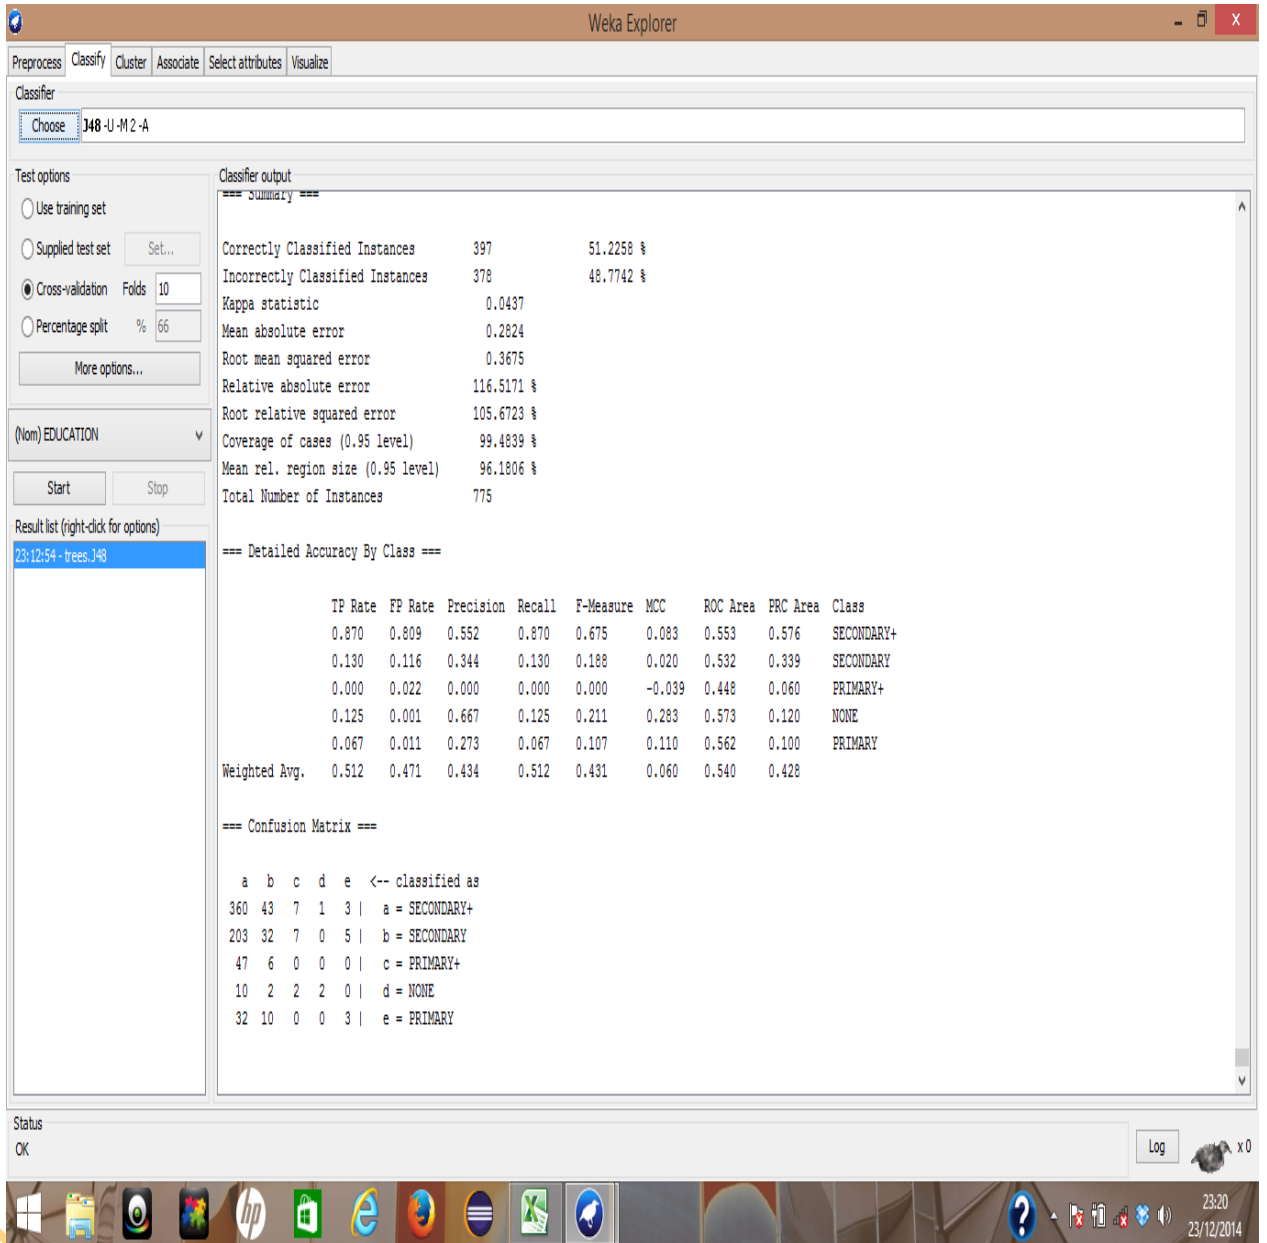 Weka Explorer
Preprocess Classify Cluster Associate Select attributes Visualize
Classifier
Choose J48 -U -M 2 -A
Test options
Use training set
Supplied test set Set...
Cross-validation Folds 10
Percentage split % 66
More options...
(Nom) EDUCATION
Start Stop
Result list (right-click for options)
23:12:54 - trees.J48
Classifier output
=== Summary ===
Correctly Classified Instances 397 51.2258 %
Incorrectly Classified Instances 378 48.7742 %
Kappa statistic 0.0437
Mean absolute error 0.2824
Root mean squared error 0.3675
Relative absolute error 116.5171 %
Root relative squared error 105.6723 %
Coverage of cases (0.95 level) 99.4839 %
Mean rel. region size (0.95 level) 96.1806 %
Total Number of Instances 775
=== Detailed Accuracy By Class ===
TP Rate FP Rate Precision Recall F-Measure MCC ROC Area PRC Area Class
0.870 0.809 0.552 0.870 0.675 0.083 0.553 0.576 SECONDARY+
0.130 0.116 0.344 0.130 0.188 0.020 0.532 0.339 SECONDARY
0.000 0.022 0.000 0.000 0.000 -0.039 0.448 0.060 PRIMARY+
0.125 0.001 0.667 0.125 0.211 0.283 0.573 0.120 NONE
0.067 0.011 0.273 0.067 0.107 0.110 0.562 0.100 PRIMARY
Weighted Avg. 0.512 0.471 0.434 0.512 0.431 0.060 0.540 0.428
=== Confusion Matrix ===
a b c d e <-- classified as
360 43 7 1 3 | a = SECONDARY+
203 32 7 0 5 | b = SECONDARY
47 6 0 0 0 | c = PRIMARY+
10 2 2 2 0 | d = NONE
32 10 0 0 3 | e = PRIMARY
Status
OK
Log x 0
hp
23:20
23/12/2014